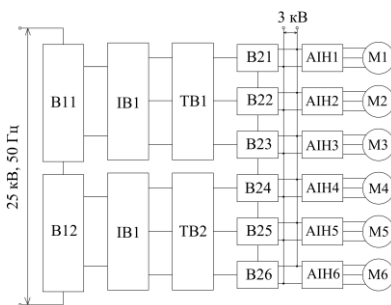 3 кВ
25 кВ, 50 Гц
В11
ІВ1
ТВ1
В21
АІН1
М1
В22
АІН2
М2
В23
АІН3
М3
В12
ІВ1
ТВ2
В24
АІН4
М4
В25
АІН5
М5
В26
АІН6
М6